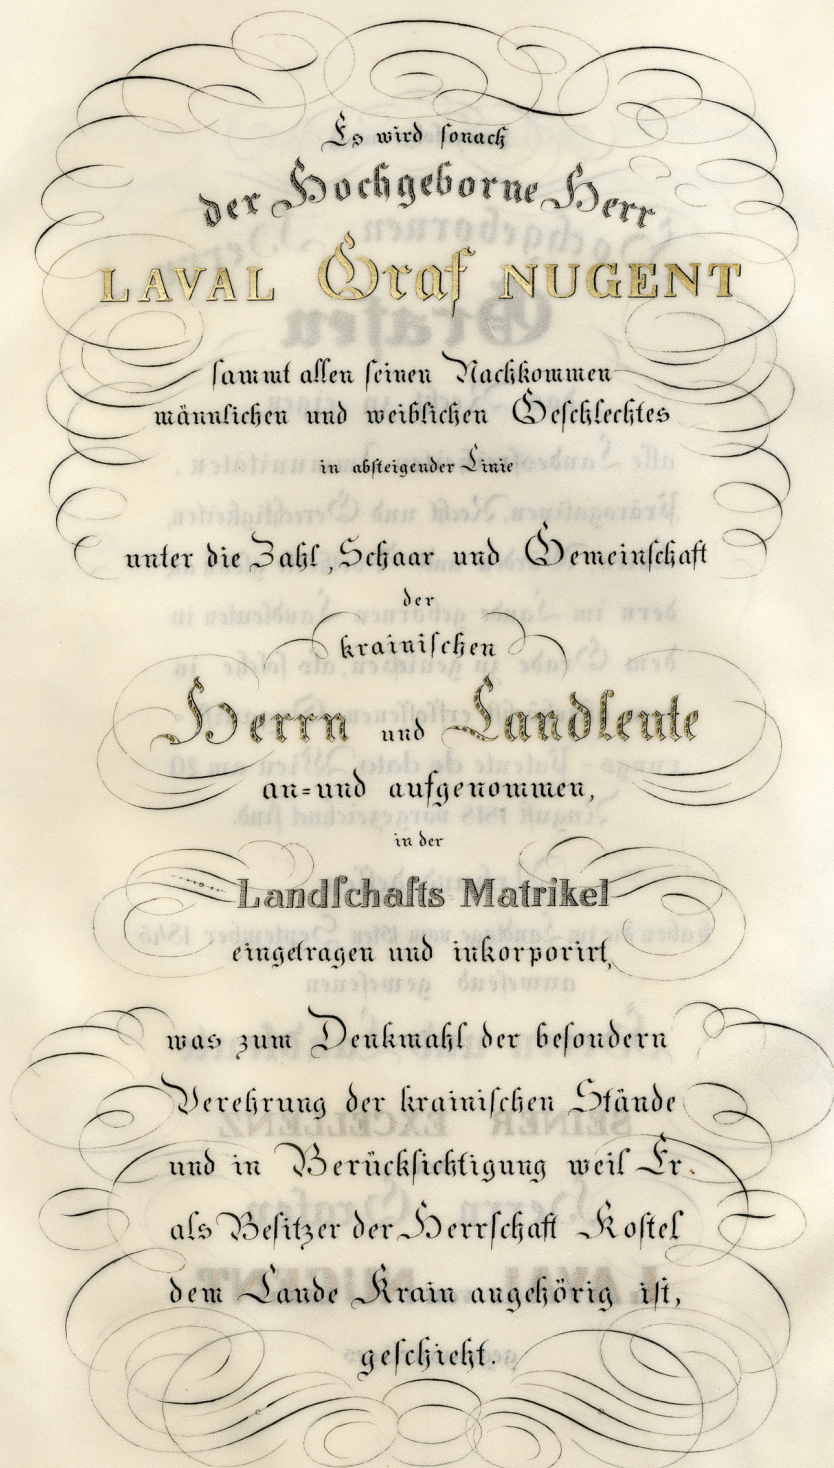 Es wird sonach
der Hochgeborne Herr
LAVAL Graf NUGENT
sammt allen seinen Nachkommen
männlichen und weiblichen Geschlechtes
in absteigender Linie
unter die Zahl, Schaar und Gemeinschaft
der
krainischen
Herrn und Landleute
an=und aufgenommen,
in der
Landschafts Matrikel
eingetragen und inkorporirt,
was zum Denkmahl der besondern
Verehrung der krainischen Stände
und in Berücksichtigung weil Er.
als Besitzer der Herrschaft Kostel
dem Lande Krain angehörig ist,
geschieht.